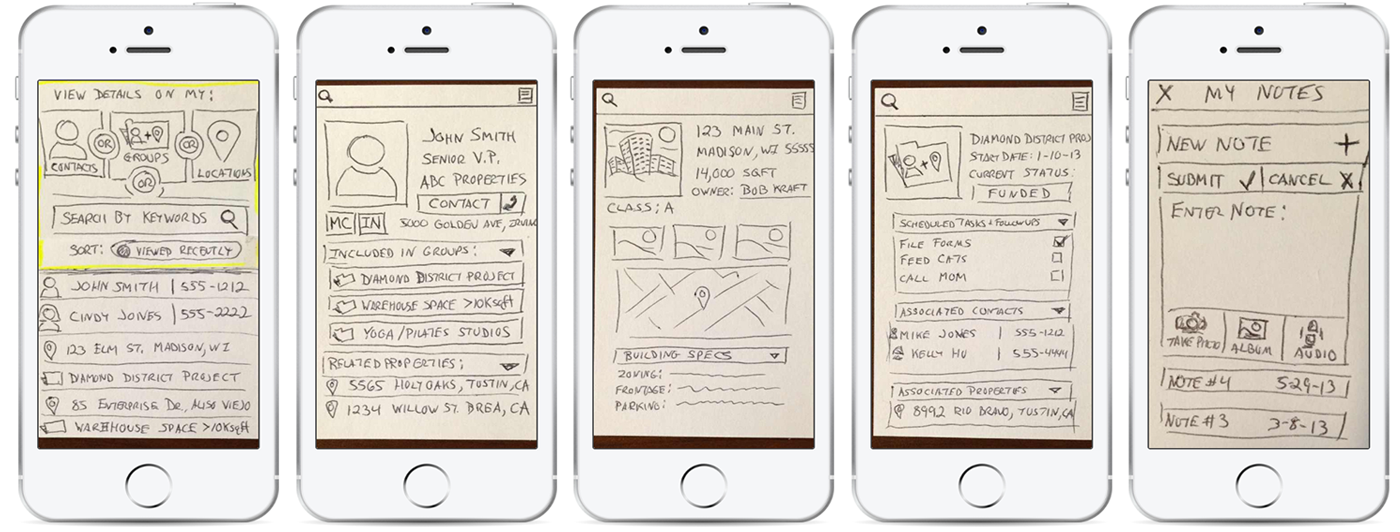 VIEW DETAILS ON MY:
OR
OR
CONTACTS
GROUPS
LOCATIONS
OR
SEARCH BY KEYWORDS
SORT: VIEWED RECENTLY
JOHN SMITH | 555-1212
CINDY JONES | 555-2222
123 ELM ST. MADISON, WI
DIAMOND DISTRICT PROJECT
85 ENTERPRISE DR., ALISO VIEJO
WAREHOUSE SPACE >10Ksqft
JOHN SMITH
SENIOR V.P.
ABC PROPERTIES
CONTACT
MC IN 5000 GOLDEN AVE, IRVINE
INCLUDED IN GROUPS:
DIAMOND DISTRICT PROJECT
WAREHOUSE SPACE >10Ksqft
YOGA/PILATES STUDIOS
RELATED PROPERTIES:
5565 HOLY OAKS, TUSTIN, CA
1234 WILLOW ST. BREA, CA
123 MAIN ST.
MADISON, WI 55555
14,000 SQFT
OWNER: BOB KRAFT
CLASS: A
BUILDING SPECS
ZONING:
FRONTAGE:
PARKING:
DIAMOND DISTRICT PROJ
START DATE: 1-10-13
CURRENT STATUS:
FUNDED
SCHEDULED TASKS & FOLLOWUPS
FILE FORMS
FEED CATS
CALL MOM
ASSOCIATED CONTACTS
MIKE JONES | 555-1212
KELLY HU | 555-4444
ASSOCIATED PROPERTIES
8992 RIO BRAVO, TUSTIN, CA
X MY NOTES
NEW NOTE +
SUBMIT CANCEL X
ENTER NOTE:
TAKE PHOTO
ALBUM
AUDIO
NOTE #4 5-29-13
NOTE #3 3-8-13